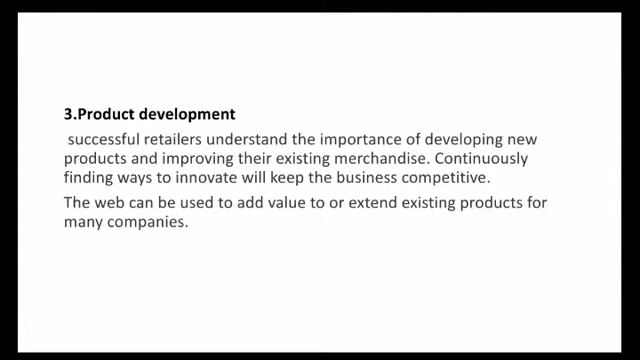 3.Product development
successful retailers understand the importance of developing new
products and improving their existing merchandise. Continuously
finding ways to innovate will keep the business competitive.
The web can be used to add value to or extend existing products for
many companies.